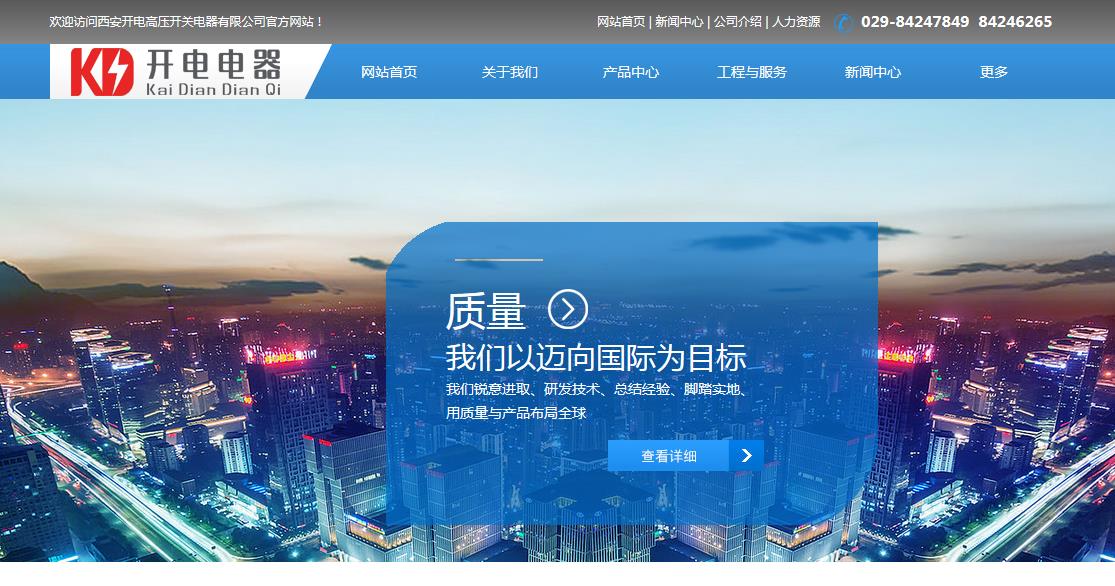 欢迎访问西安开电高压开关电器有限公司官方网站！
网站首页 | 新闻中心 | 公司介绍 | 人力资源
029-84247849 84246265
KD 开电电器
Kai Dian Dian Qi
网站首页 关于我们 产品中心 工程与服务 新闻中心 更多
质量
我们以迈向国际为目标
我们锐意进取、研发技术、总结经验、脚踏实地、
用质量与产品布局全球
查看详细